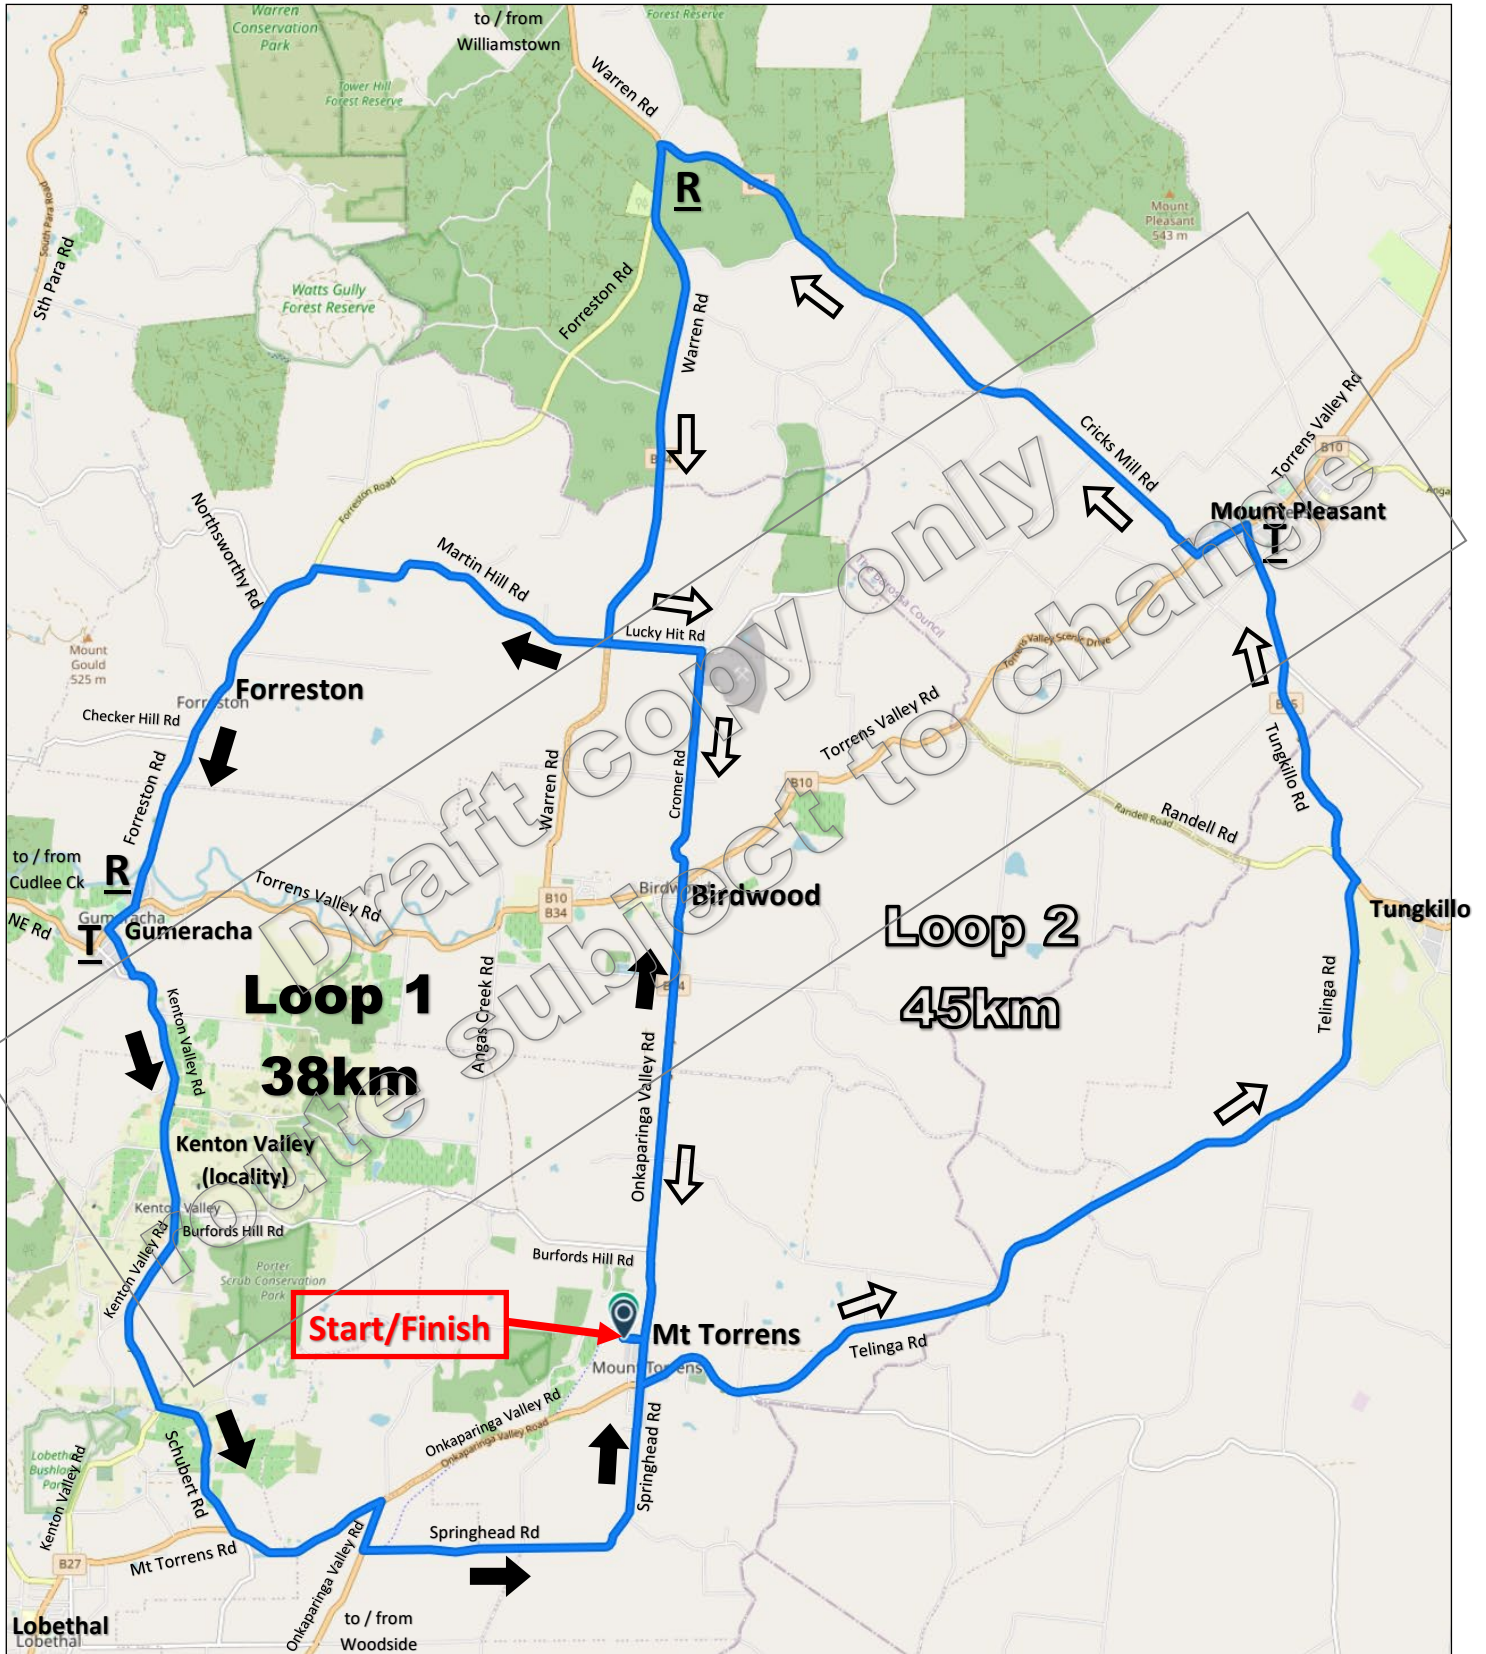 to / from
Williamstown
Warren
Conservation
Park
Forest Reserve
Tower Hill
Forest Reserve
Warren Rd
South Para Road
Sth Para Rd
R
Mount
Pleasant
543 m
Watts Gully
Forest Reserve
Forreston Rd
Warren Rd
Torrens Valley Rd
B10
Cricks Mill Rd
Mount Pleasant
T
Forreston Road
Northsworthy Rd
Martin Hill Rd
The Barossa Council
Lucky Hit Rd
Torrens Valley Scenic Drive
Mount
Gould
525 m
Forreston
Forreston
Checker Hill Rd
Torrens Valley Rd
Tungkillo Rd
Forreston Rd
Warren Rd
Cromer Rd
B10
Randell Road
Randell Rd
to / from
Cudlee Ck
R
Torrens Valley Rd
B10
B34
Birdwood
Birdwood
NE Rd
Gumeracha
Gumeracha
T
Tungkillo
Loop 1
38km
Loop 2
45km
Angas Creek Rd
Telinga Rd
Kenton Valley Rd
Onkaparinga Valley Rd
Kenton Valley
(locality)
Kenton Valley
Burfords Hill Rd
Burfords Hill Rd
Kenton Valley Rd
Porter
Scrub Conservation
Park
Start/Finish
Mt Torrens
Mount Torrens
Telinga Rd
Onkaparinga Valley Rd
Onkaparinga Valley Road
Springhead Rd
Lobethal
Bushland
Park
Kenton Valley Rd
Schubert Rd
Springhead Rd
Mt Torrens Rd
B27
Onkaparinga Valley Rd
to / from
Woodside
Lobethal
Lobethal
Draft copy only
route subject to change